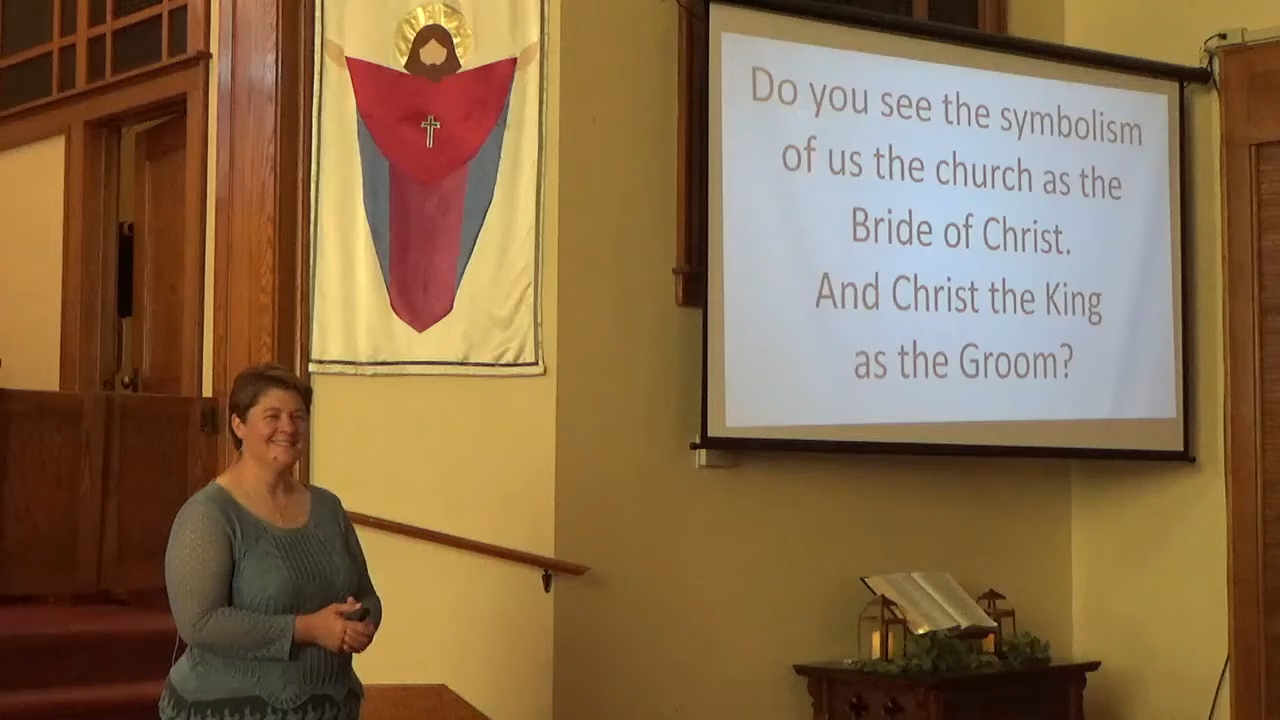 Do you see the symbolism
of us the church as the
Bride of Christ.
And Christ the King
as the Groom?